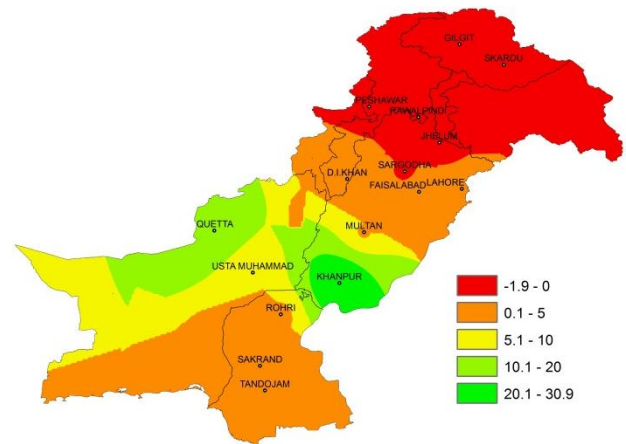 GILGIT
SKARDU
PESHAWAR
RAWALPINDI
JHELUM
SARGODHA
D.I.KHAN
FAISALABAD
LAHORE
MULTAN
QUETTA
USTA MUHAMMAD
KHANPUR
ROHRI
SAKRAND
TANDOJAM
-1.9 - 0
0.1 - 5
5.1 - 10
10.1 - 20
20.1 - 30.9